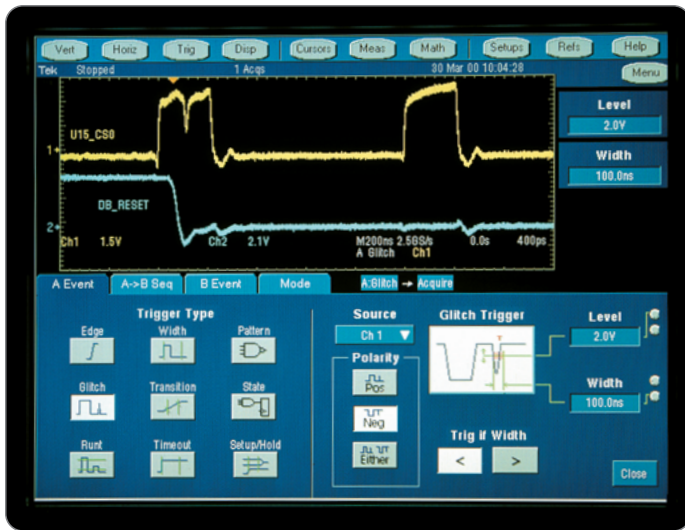 Vert Horiz Trig Disp Cursors Meas Math Setups Refs Help
Tek Stopped 1 Acqs 30 Mar 00 10:04:28 Menu
Level
2.0V
Width
100.0ns
1
U15_CS0
DB_RESET
2
Ch1 1.5V Ch2 2.1V M200ns 2.5GS/s 0.0s 400ps
A Glitch Ch1
A Event A->B Seq B Event Mode A:Glitch → Acquire
Trigger Type
Edge Width Pattern
Glitch Transition State
Runt Timeout Setup/Hold
Source
Ch 1
Polarity
Pos
Neg
Either
Glitch Trigger
T
Level
2.0V
Width
100.0ns
Trig if Width
< >
Close